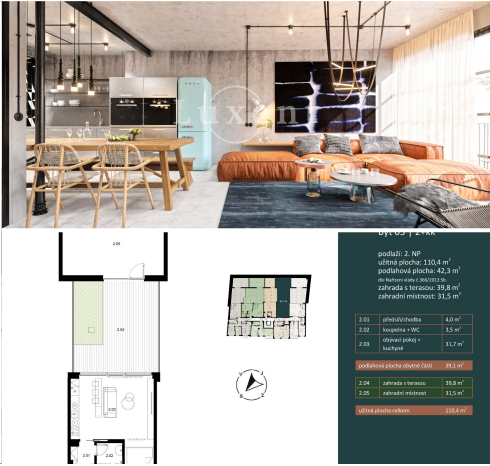 Luxent
byt 05 | 2+kk
podlaží: 2. NP
užitná plocha: 110,4 m²
podlahová plocha: 42,3 m²
dle Nařízení vlády č.366/2013 Sb.
zahrada s terasou: 39,8 m²
zahradní místnost: 31,5 m²
2.01 předsíň/chodba 4,0 m²
2.02 koupelna + WC 3,5 m²
2.03 obývací pokoj + kuchyně 31,7 m²
podlahová plocha obytné části 39,1 m²
2.04 zahrada s terasou 39,8 m²
2.05 zahradní místnost 31,5 m²
užitná plocha celkem 110,4 m²
2.05
2.04
2.03
2.01
2.02